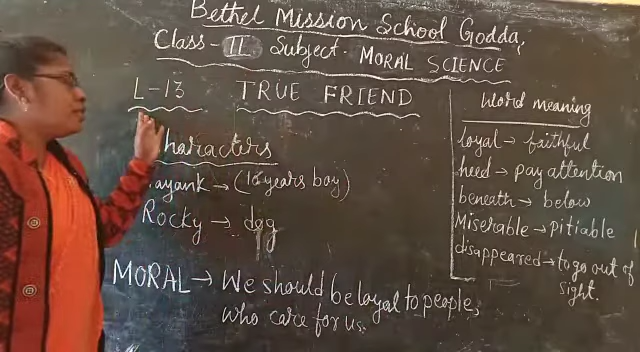 Bethel Mission School Godda,
Class - II Subject - MORAL SCIENCE
L-13 TRUE FRIEND
Characters
ayank → (10 years boy)
Rocky → dog
MORAL → We should be loyal to people,
who care for us.
Word meaning
loyal → faithful
heed → pay attention
beneath → below
Miserable → Pitiable
disappeared → to go out of
sight.